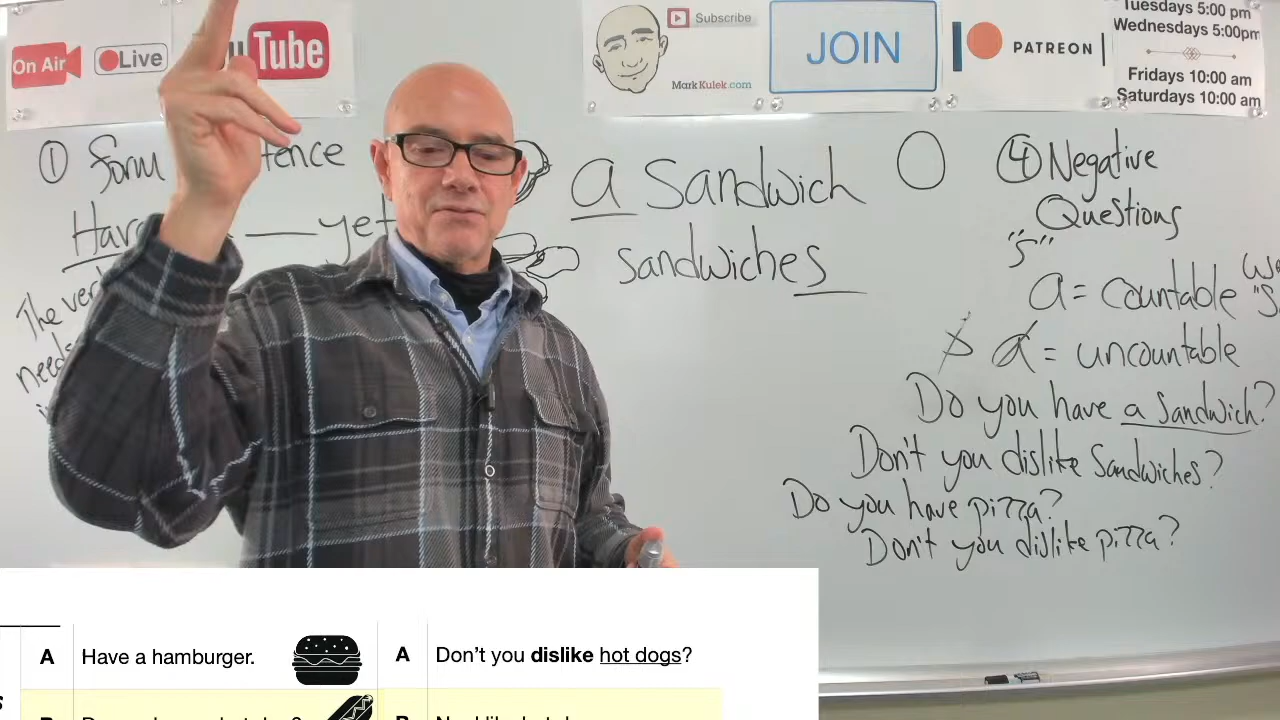 On Air
Live
YouTube
Subscribe
MarkKulek.com
JOIN
PATREON
Tuesdays 5:00 pm
Wednesdays 5:00pm
Fridays 10:00 am
Saturdays 10:00 am
① Form
yet
The
a Sandwich
sandwiches
④ Negative
Questions
"s"
a = countable
"s
a = uncountable
Do you have a sandwich?
Don't you dislike Sandwiches?
Do you have pizza?
Don't you dislike pizza?
A Have a hamburger.
A Don't you dislike hot dogs?